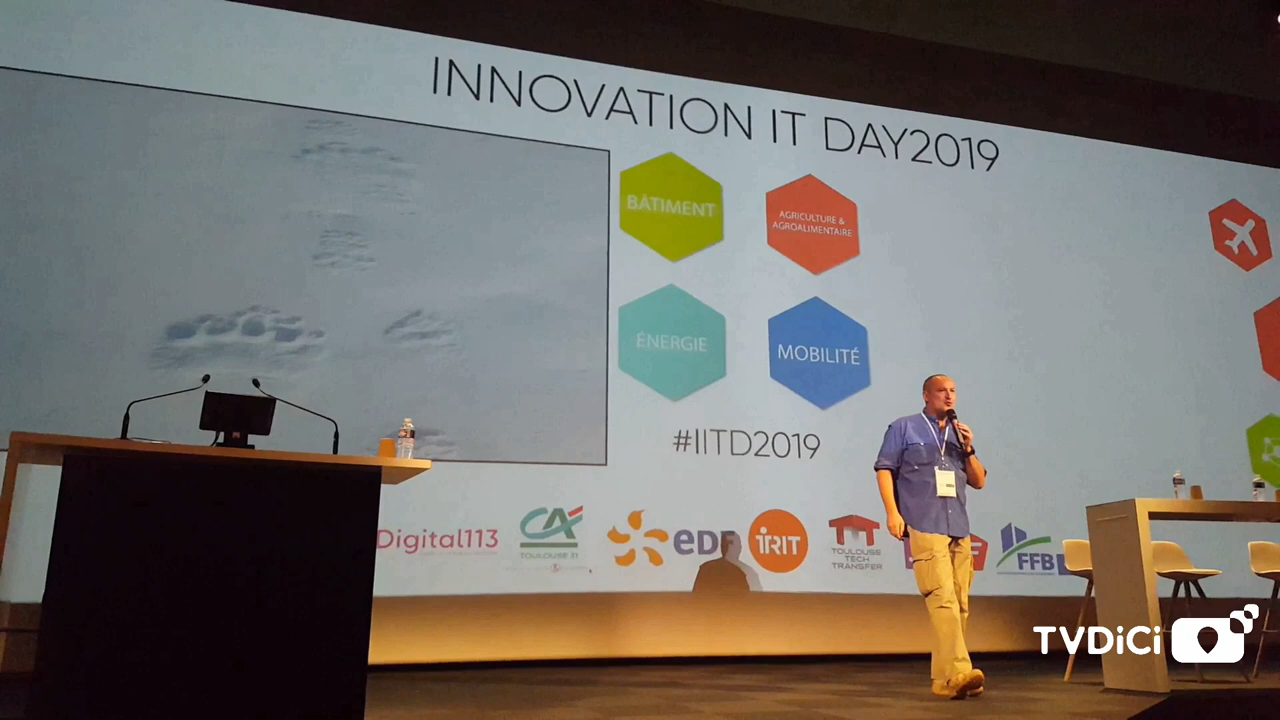 INNOVATION IT DAY2019
BÂTIMENT
AGRICULTURE &
AGROALIMENTAIRE
ÉNERGIE
MOBILITÉ
#IITD2019
Digital113
CA
TOULOUSE 31
edf
iRIT
TOULOUSE
TECH
TRANSFER
FFB
TVDiCi